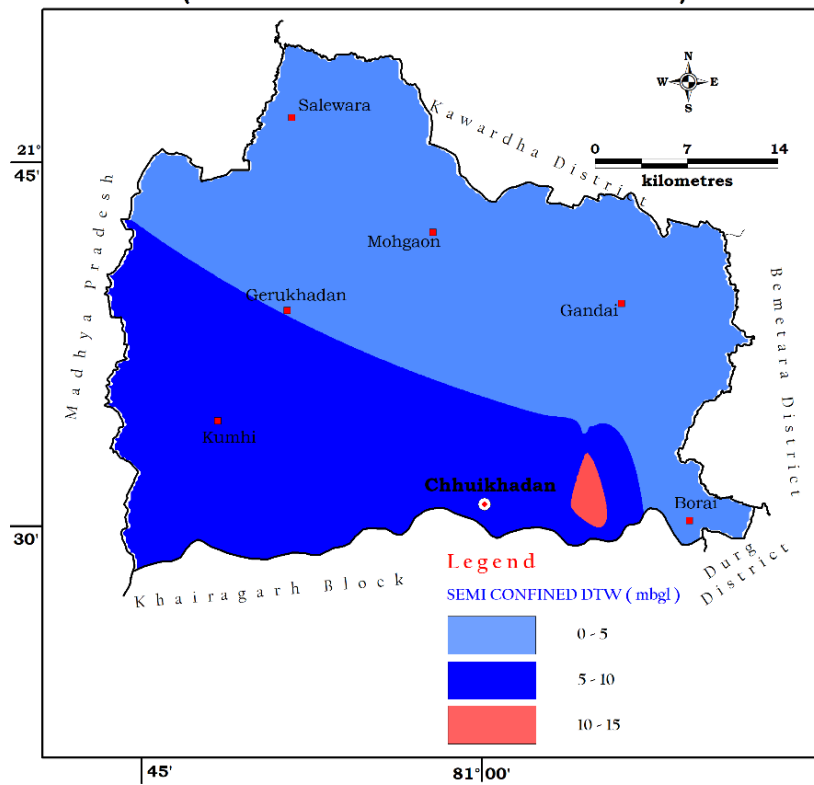 N
W E
S
Salewara
Kawardha District
21°
45'
0 7 14
kilometres
Madhya Pradesh
Mohgaon
Gerukhadan
Gandai
Bemetara District
Kumhi
Chhuikhadan
Borai
30'
Durg
District
Khairagarh Block
Legend
SEMI CONFINED DTW ( mbgl )
0 - 5
5 - 10
10 - 15
45'
81° 00'